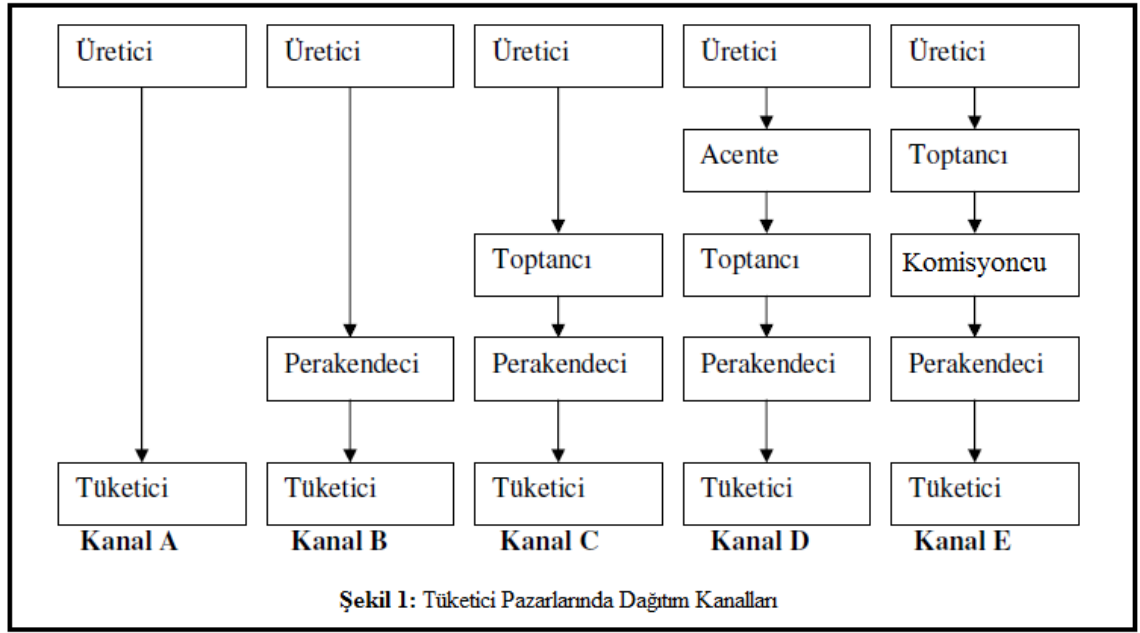 Üretici Üretici Üretici Üretici Üretici
Acente Toptancı
Toptancı Toptancı Komisyoncu
Perakendeci Perakendeci Perakendeci Perakendeci
Tüketici Tüketici Tüketici Tüketici Tüketici
Kanal A Kanal B Kanal C Kanal D Kanal E
Şekil 1: Tüketici Pazarlarında Dağıtım Kanalları